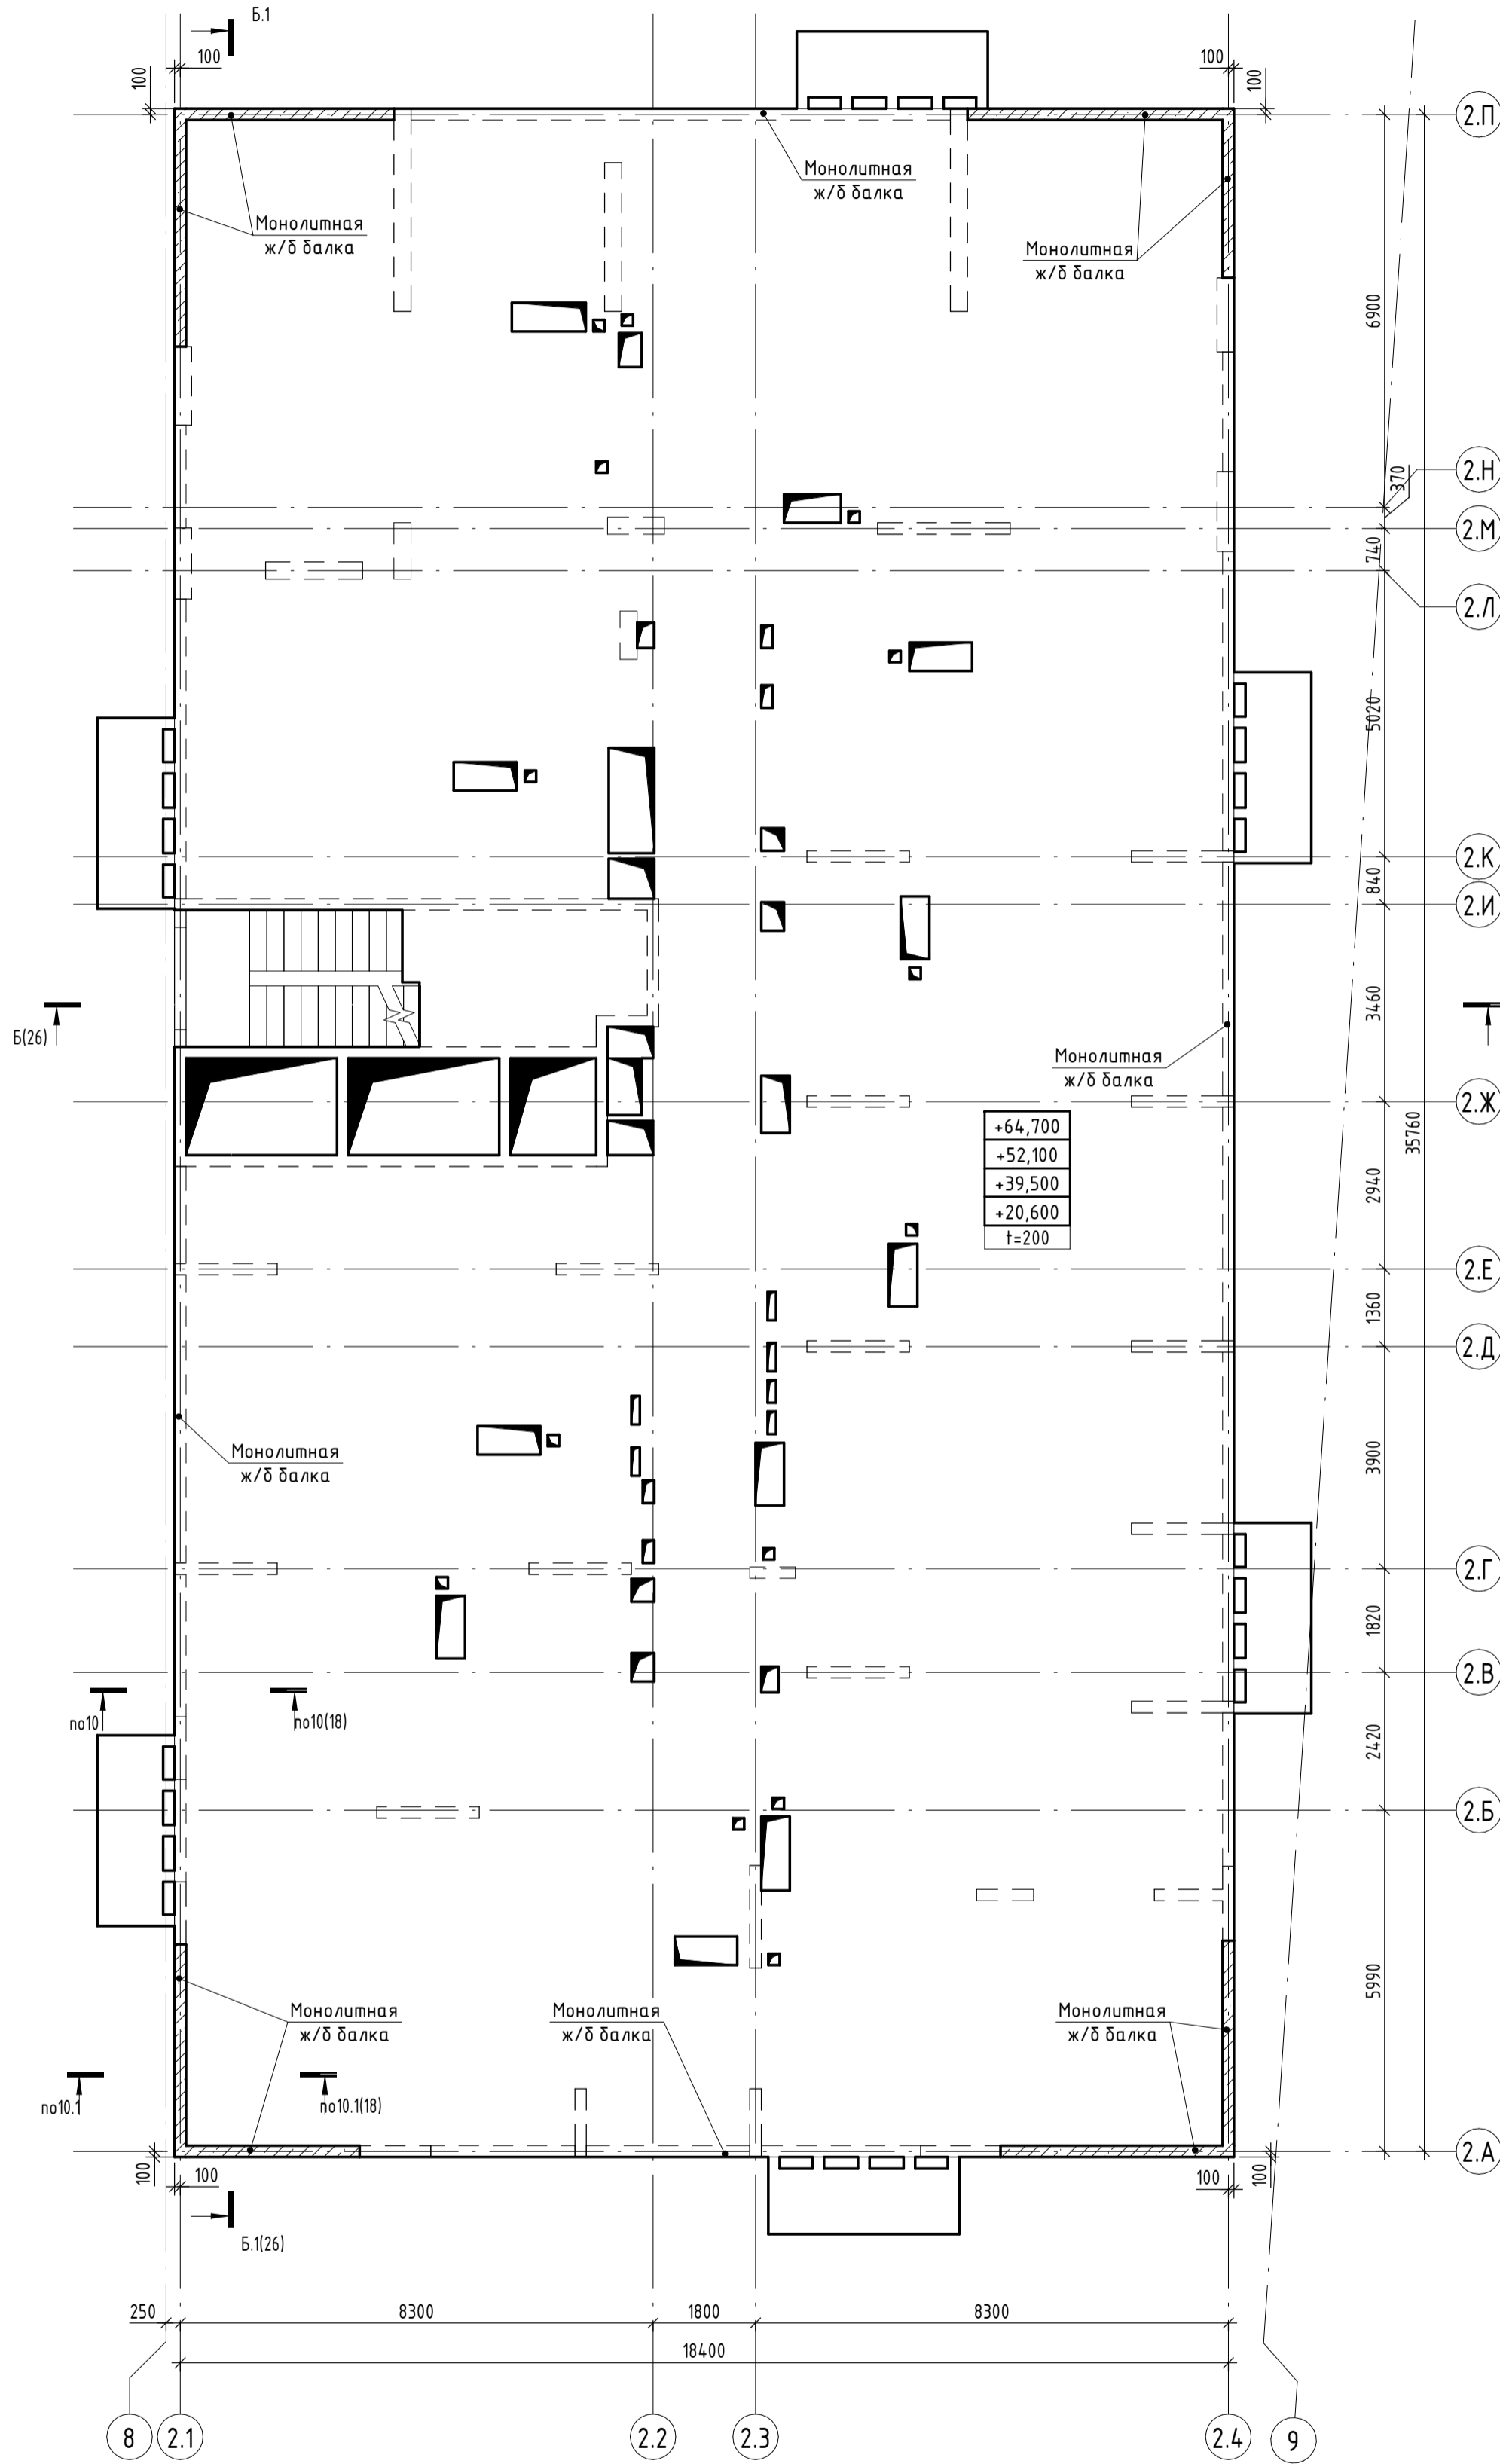 Б.1
100
100
100
100
2.П
Монолитная
ж/б балка
Монолитная
ж/б балка
Монолитная
ж/б балка
6900
2.Н
370
2.М
740
2.Л
5020
2.К
840
2.И
3460
Б(26)
Монолитная
ж/б балка
2.Ж
+64,700
+52,100
+39,500
+20,600
t=200
35760
2940
2.Е
1360
2.Д
Монолитная
ж/б балка
3900
2.Г
1820
2.В
по10
по10(18)
2420
2.Б
5990
Монолитная
ж/б балка
Монолитная
ж/б балка
Монолитная
ж/б балка
по10.1
по10.1(18)
2.А
100
100
100
100
Б.1(26)
250
8300
1800
8300
18400
8
2.1
2.2
2.3
2.4
9